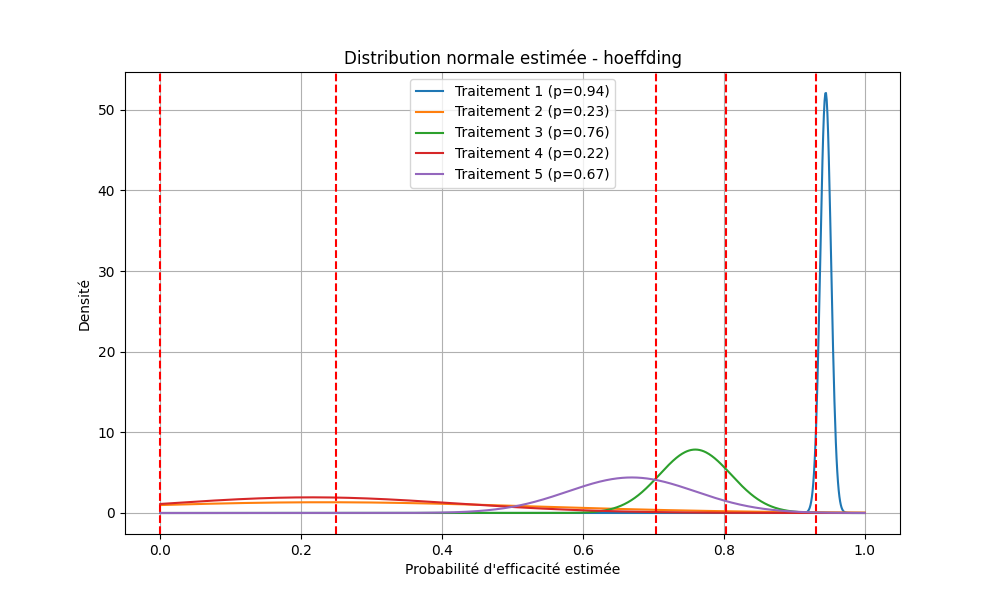 Distribution normale estimée - hoeffding
Traitement 1 (p=0.94)
Traitement 2 (p=0.23)
Traitement 3 (p=0.76)
Traitement 4 (p=0.22)
Traitement 5 (p=0.67)
Densité
50
40
30
20
10
0
0.0 0.2 0.4 0.6 0.8 1.0
Probabilité d'efficacité estimée